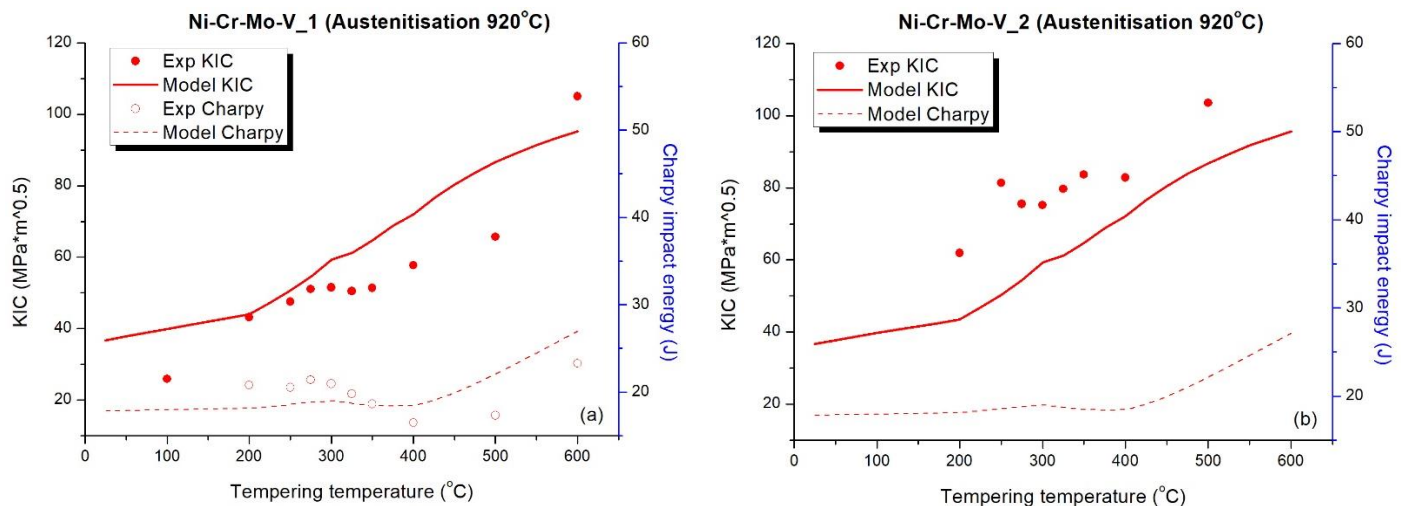 Ni-Cr-Mo-V_1 (Austenitisation 920°C)
Exp KIC
Model KIC
Exp Charpy
Model Charpy
120
100
80
60
40
20
KIC (MPa*m^0.5)
60
50
40
30
20
Charpy impact energy (J)
(a)
0 100 200 300 400 500 600
Tempering temperature (°C)
Ni-Cr-Mo-V_2 (Austenitisation 920°C)
Exp KIC
Model KIC
Model Charpy
120
100
80
60
40
20
KIC (MPa*m^0.5)
60
50
40
30
20
Charpy impact energy (J)
(b)
0 100 200 300 400 500 600
Tempering temperature (°C)